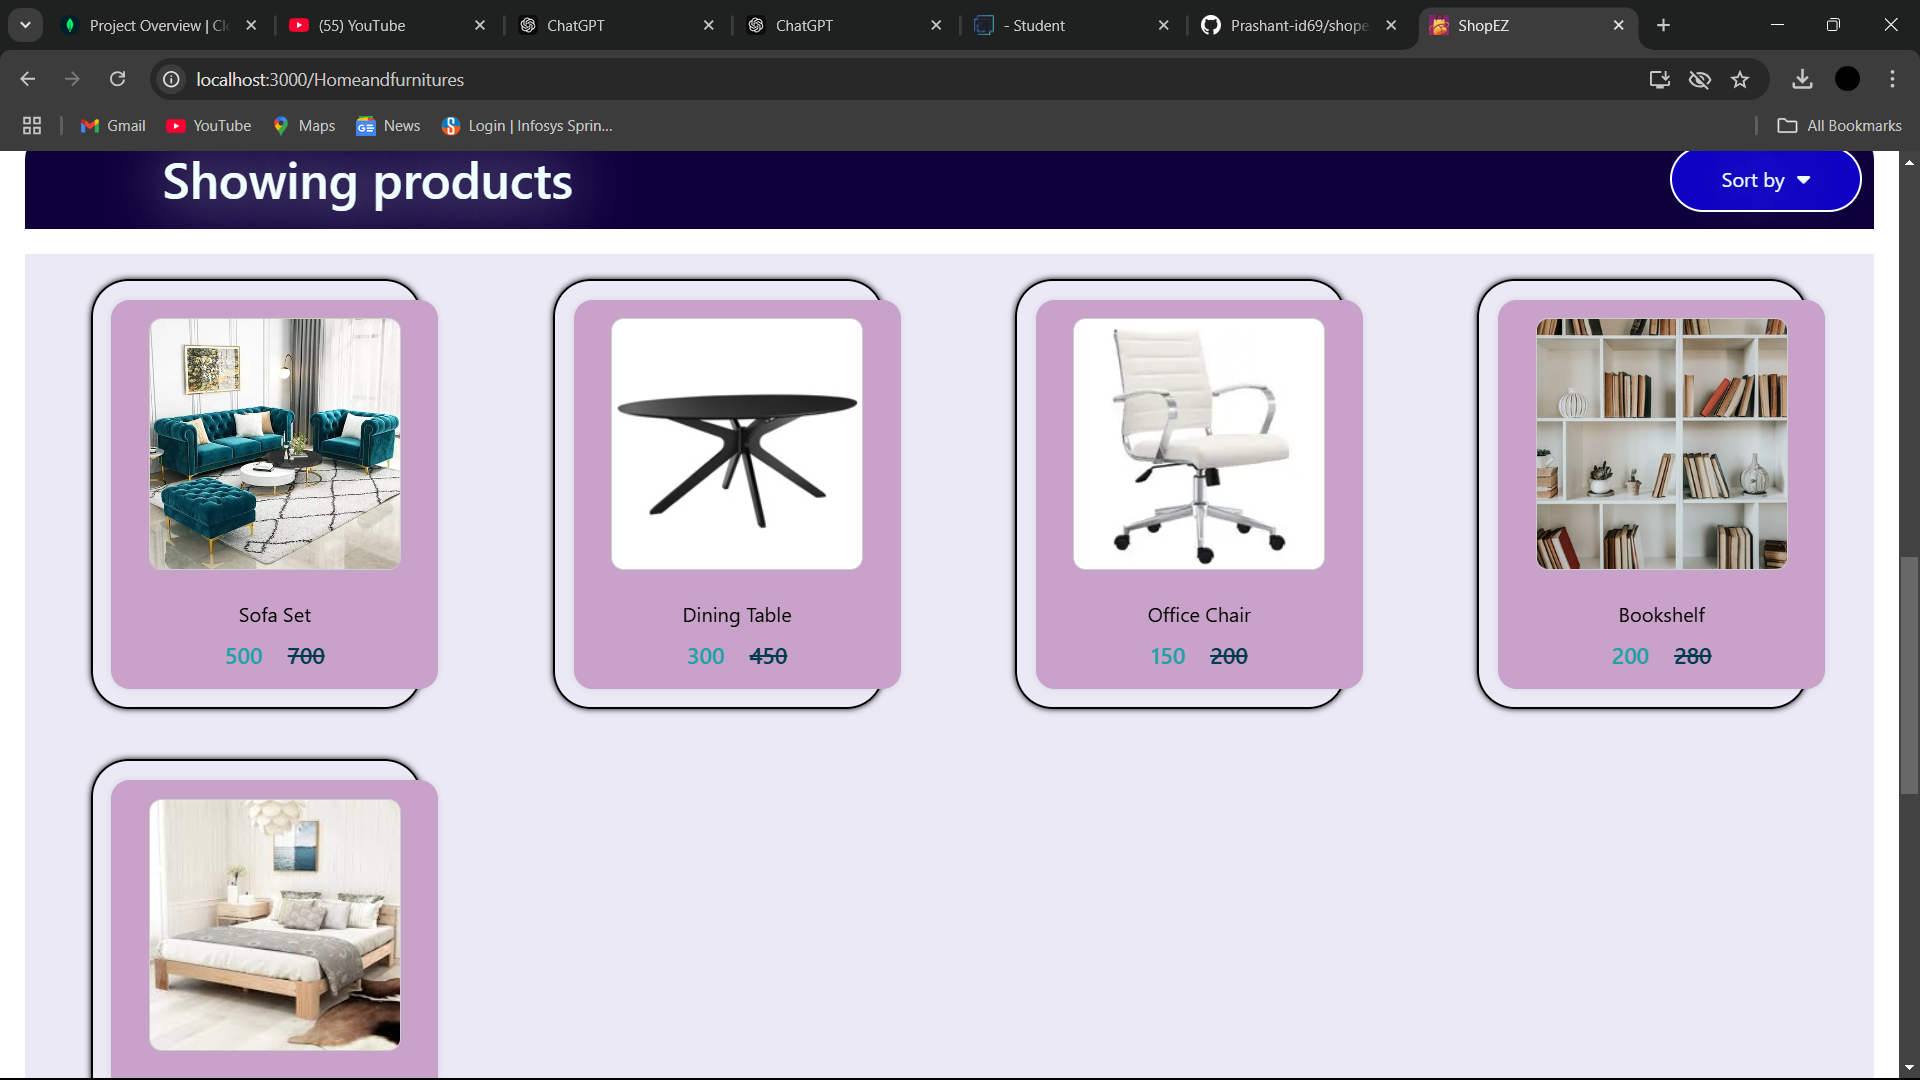 Project Overview | Clo
(55) YouTube
ChatGPT
ChatGPT
- Student
Prashant-id69/shope
ShopEZ
localhost:3000/Homeandfurnitures
Gmail
YouTube
Maps
News
Login | Infosys Sprin...
All Bookmarks
Showing products
Sort by
Sofa Set
500 700
Dining Table
300 450
Office Chair
150 200
Bookshelf
200 280